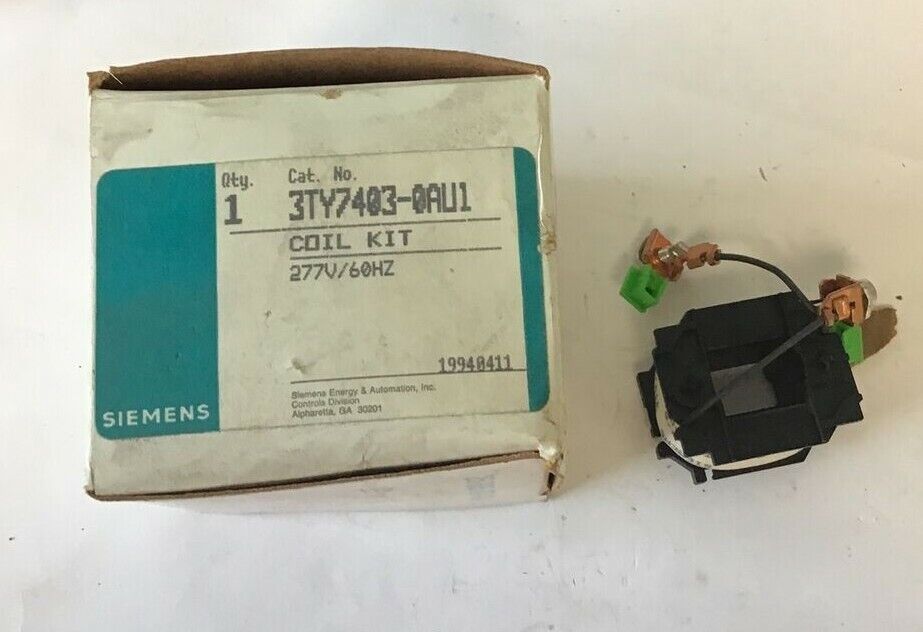 Qty. Cat. No.
1 3TY7403-0AU1
COIL KIT
277V/60HZ
19940411
Siemens Energy & Automation, Inc.
Controls Division
Alpharetta, GA 30201
SIEMENS